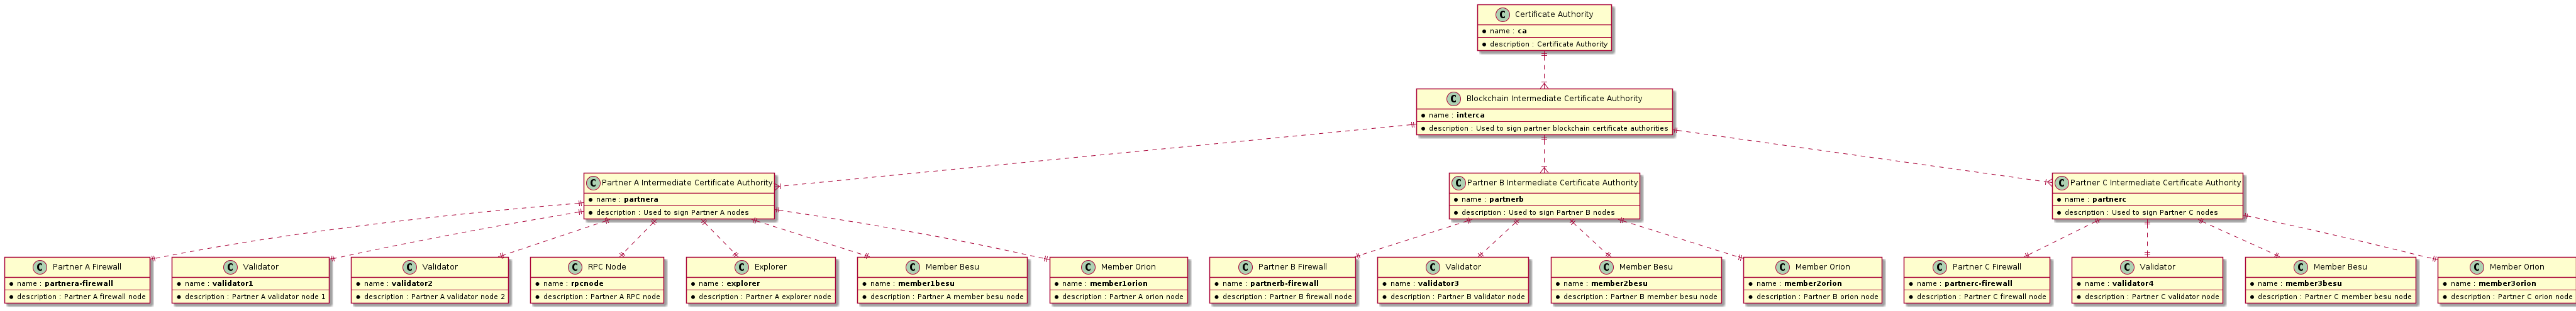 C Certificate Authority
name : ca
description : Certificate Authority
C Blockchain Intermediate Certificate Authority
name : interca
description : Used to sign partner blockchain certificate authorities
C Partner A Intermediate Certificate Authority
name : partnera
description : Used to sign Partner A nodes
C Partner B Intermediate Certificate Authority
name : partnerb
description : Used to sign Partner B nodes
C Partner C Intermediate Certificate Authority
name : partnerc
description : Used to sign Partner C nodes
C Partner A Firewall
name : partnera-firewall
description : Partner A firewall node
C Validator
name : validator1
description : Partner A validator node 1
C Validator
name : validator2
description : Partner A validator node 2
C RPC Node
name : rpcnode
description : Partner A RPC node
C Explorer
name : explorer
description : Partner A explorer node
C Member Besu
name : member1besu
description : Partner A member besu node
C Member Orion
name : member1orion
description : Partner A orion node
C Partner B Firewall
name : partnerb-firewall
description : Partner B firewall node
C Validator
name : validator3
description : Partner B validator node
C Member Besu
name : member2besu
description : Partner B member besu node
C Member Orion
name : member2orion
description : Partner B orion node
C Partner C Firewall
name : partnerc-firewall
description : Partner C firewall node
C Validator
name : validator4
description : Partner C validator node
C Member Besu
name : member3besu
description : Partner C member besu node
C Member Orion
name : member3orion
description : Partner C orion node